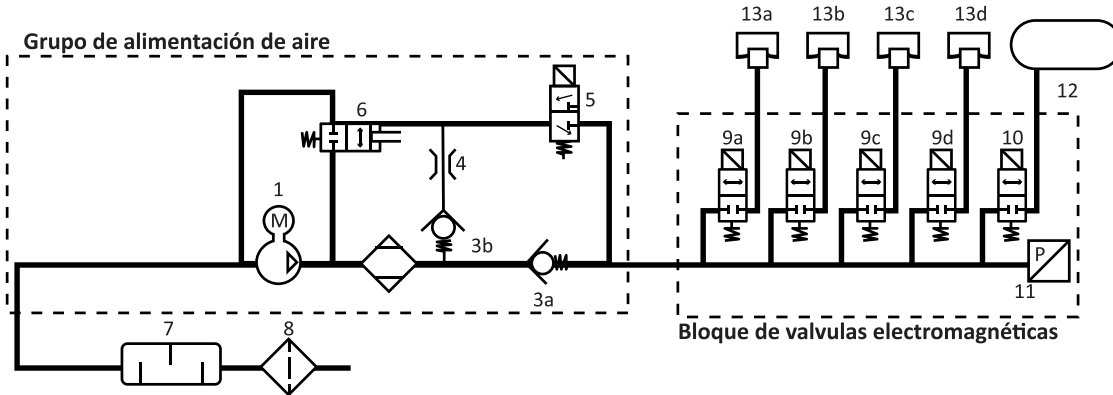 13a 13b 13c 13d
Grupo de alimentación de aire
12
6
5
9a 9b 9c 9d 10
4
1
M
3b
P
3a
11
7
8
Bloque de valvulas electromagnéticas